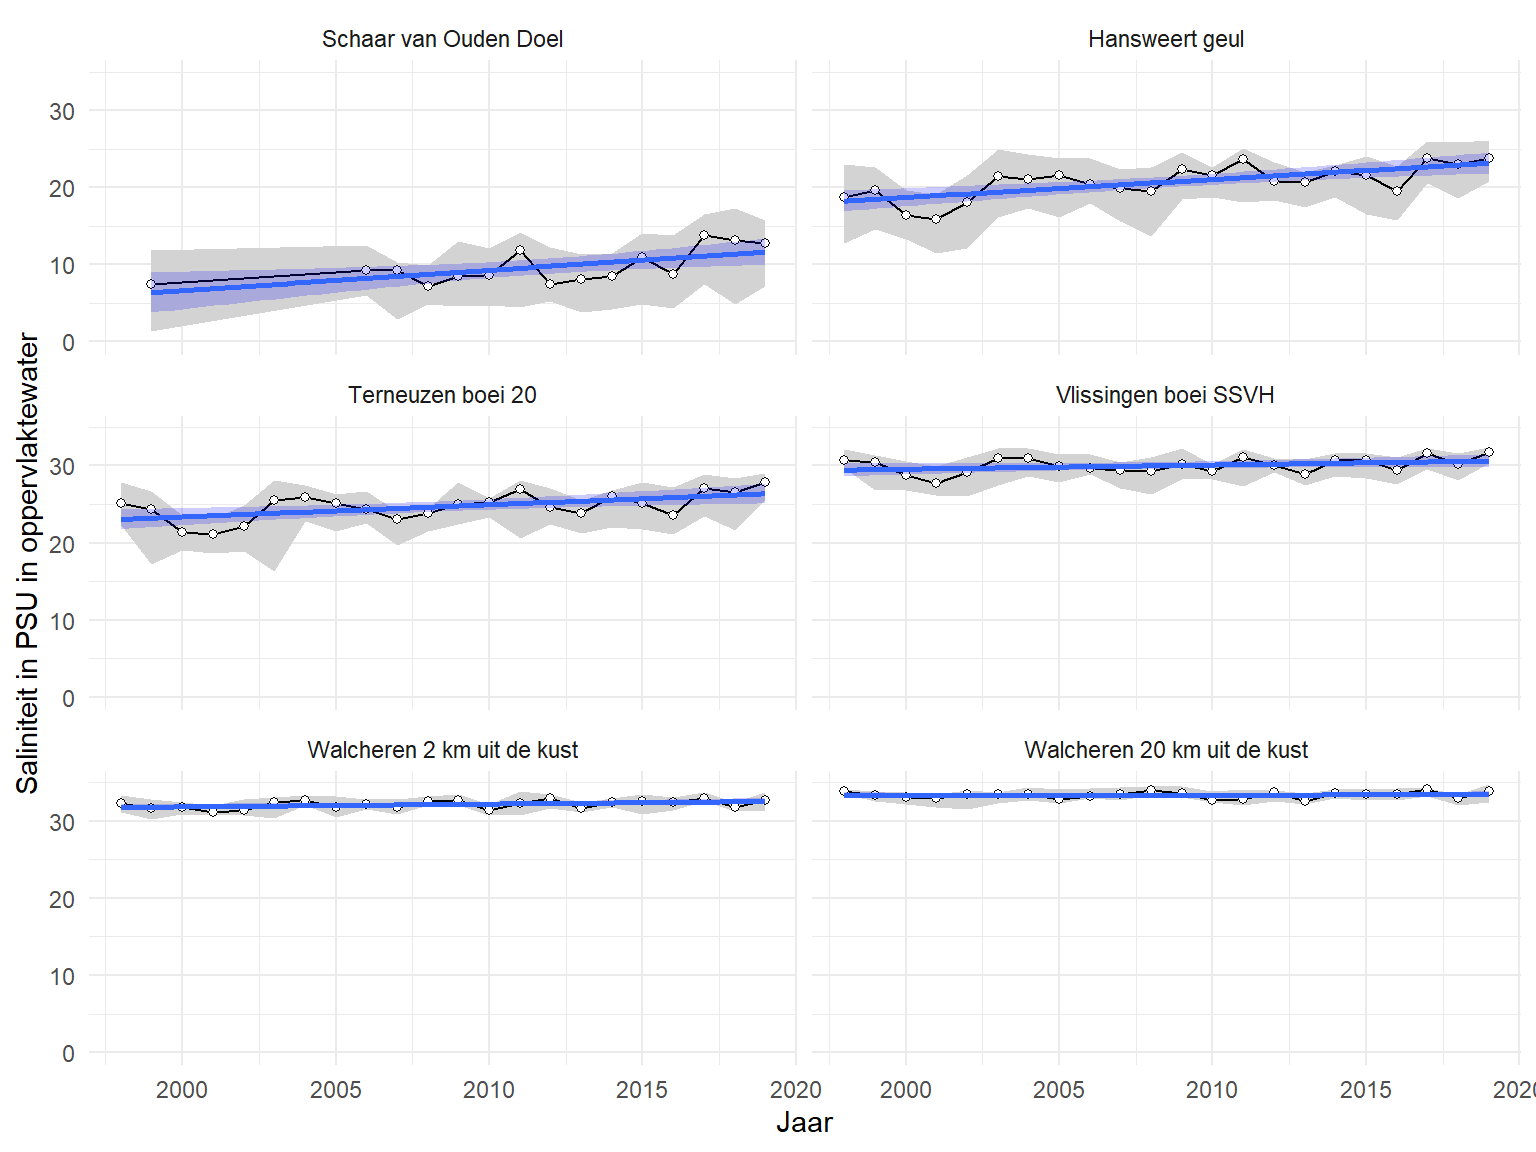 Schaar van Ouden Doel
Hansweert geul
30
20
10
0
Terneuzen boei 20
Vlissingen boei SSVH
30
20
10
0
Saliniteit in PSU in oppervlaktewater
Walcheren 2 km uit de kust
Walcheren 20 km uit de kust
30
20
10
0
2000 2005 2010 2015 2020
2000 2005 2010 2015 2020
Jaar